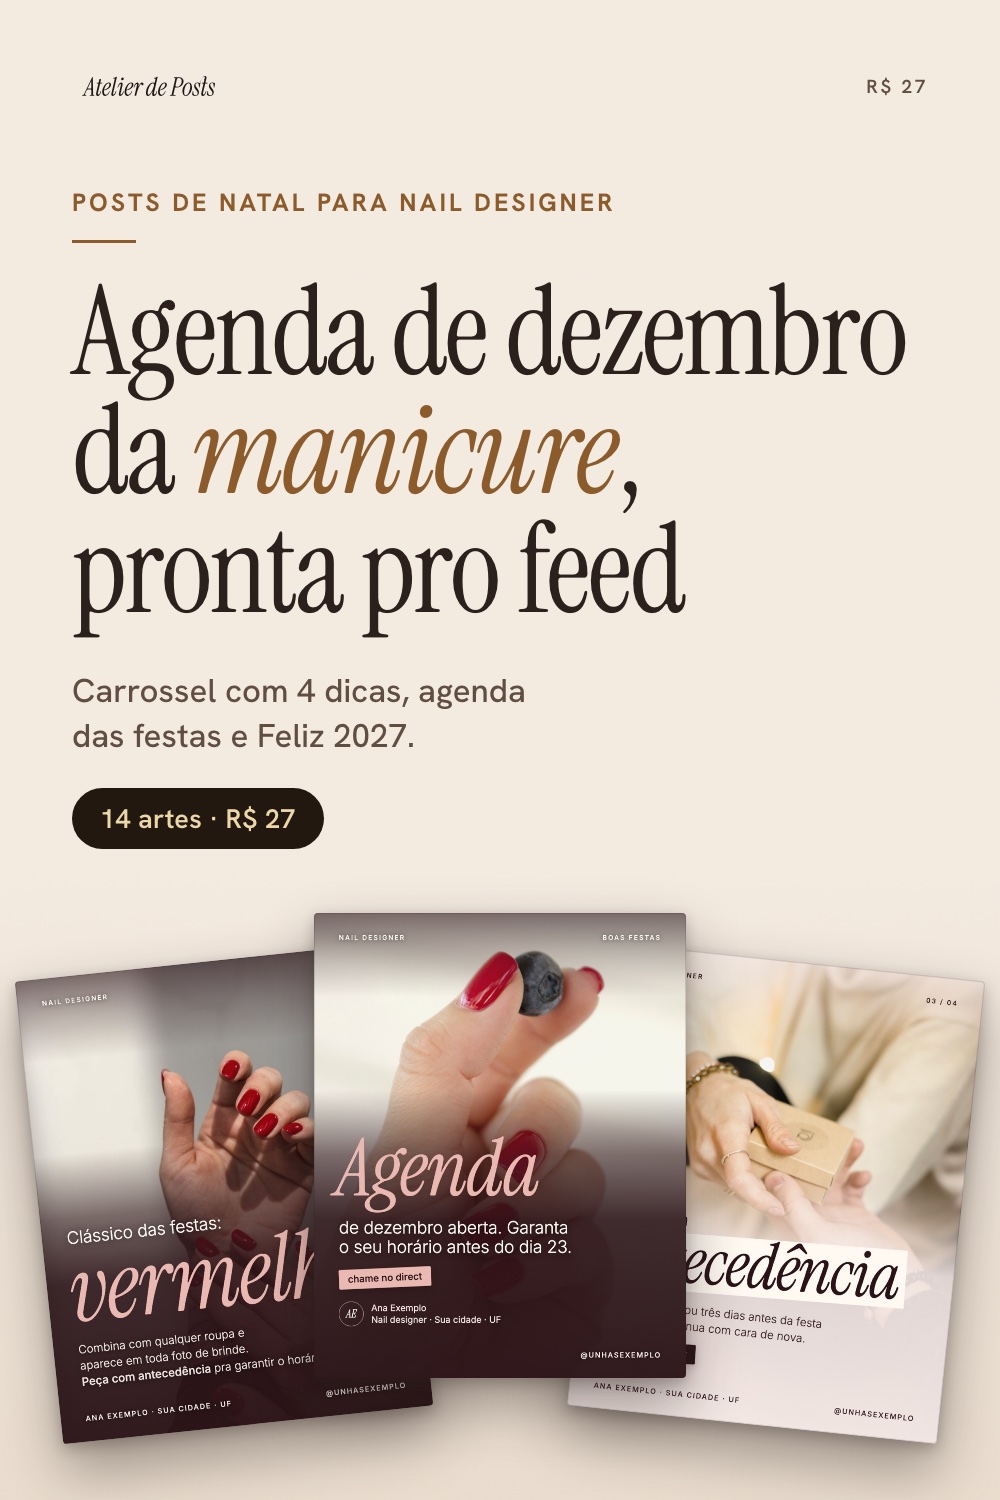 Atelier de Posts
R$ 27
POSTS DE NATAL PARA NAIL DESIGNER
Agenda de dezembro
da manicure,
pronta pro feed
Carrossel com 4 dicas, agenda
das festas e Feliz 2027.
14 artes · R$ 27
NAIL DESIGNER
Clássico das festas:
Combina com qualquer roupa e
aparece em toda foto de brinde.
Peça com antecedência pra garantir o
ANA EXEMPLO · SUA CIDADE · UF
@UNHASEXEMPLO
NAIL DESIGNER
BOAS FESTAS
Agenda
de dezembro aberta. Garanta
o seu horário antes do dia 23.
chame no direct
AE
Ana Exemplo
Nail designer · Sua cidade · UF
@UNHASEXEMPLO
03 / 04
ecedência
três dias antes da festa
com cara de nova.
ANA EXEMPLO · SUA CIDADE · UF
@UNHASEXEMPLO